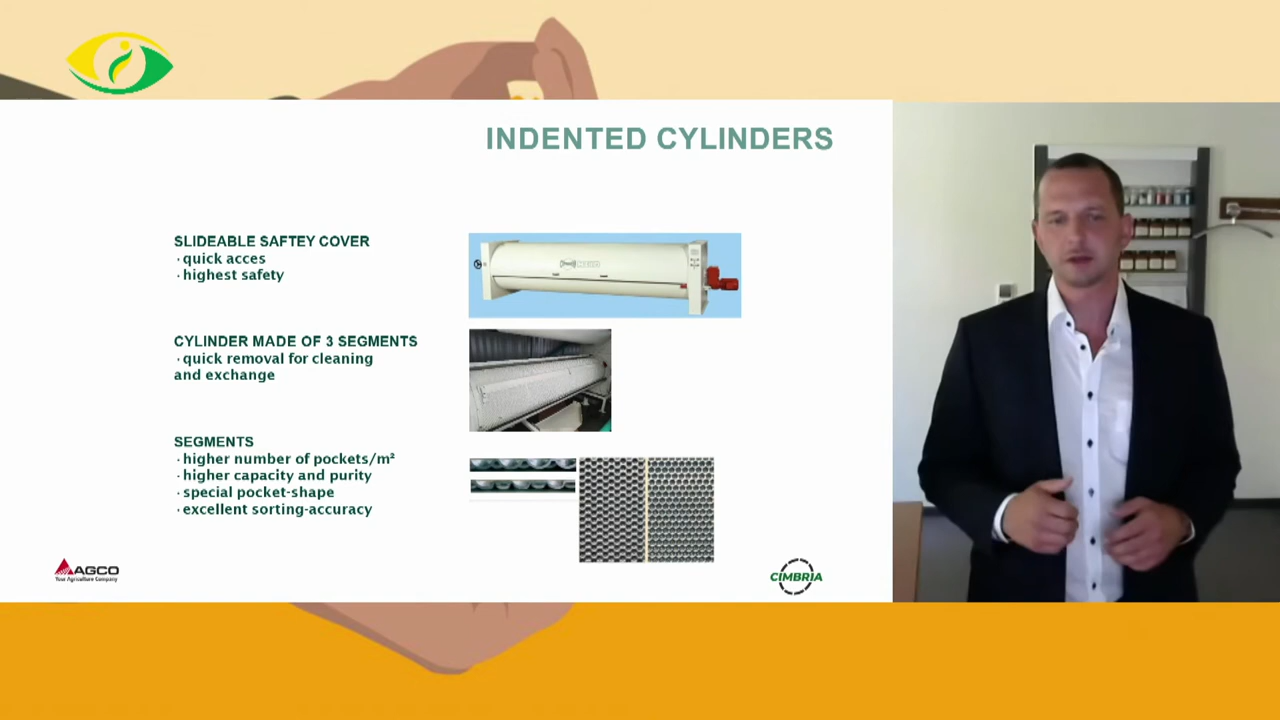 INDENTED CYLINDERS
SLIDEABLE SAFTEY COVER
· quick acces
· highest safety
CYLINDER MADE OF 3 SEGMENTS
· quick removal for cleaning
and exchange
SEGMENTS
· higher number of pockets/m²
· higher capacity and purity
· special pocket-shape
· excellent sorting-accuracy
AGCO
Your Agriculture Company
CIMBRIA